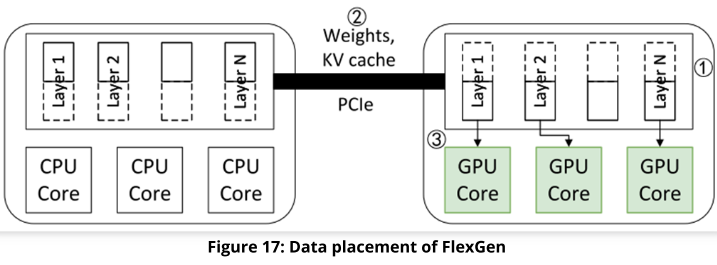 ②
Weights,
KV cache
PCIe
Layer 1
Layer 2
Layer N
CPU
Core
CPU
Core
CPU
Core
Layer 1
Layer 2
Layer N
①
③
GPU
Core
GPU
Core
GPU
Core
Figure 17: Data placement of FlexGen